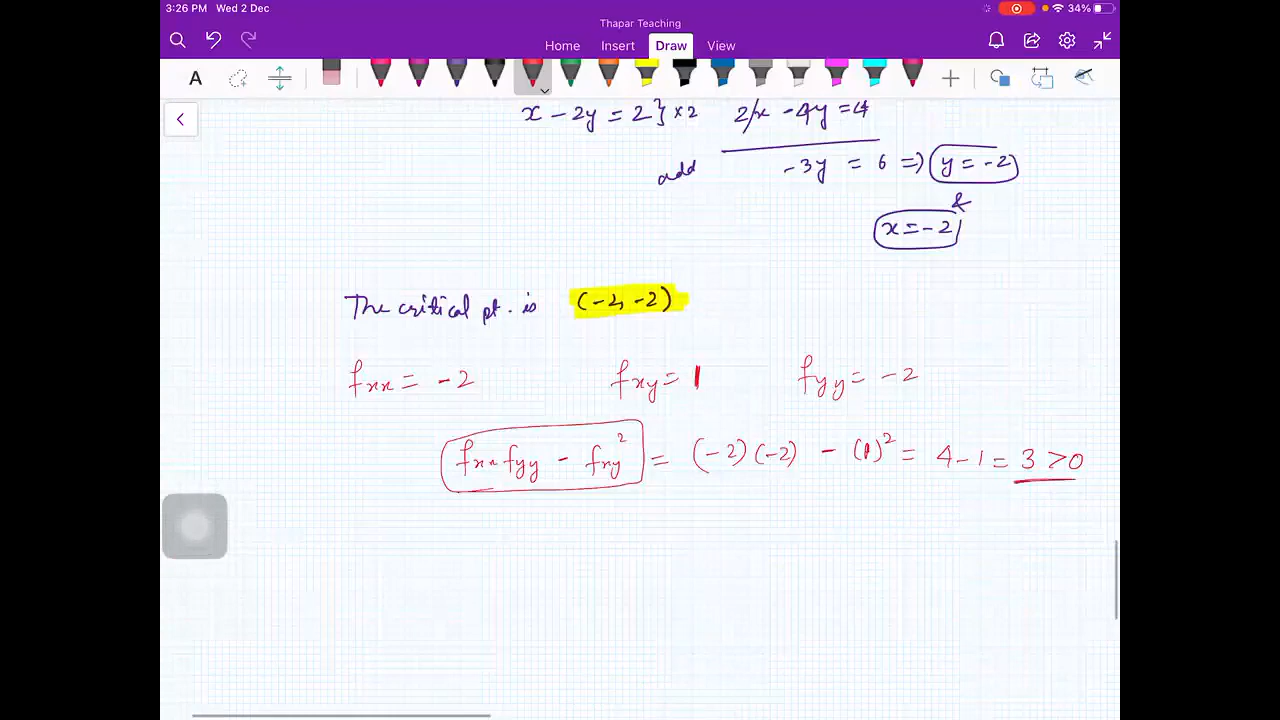 3:26 PM Wed 2 Dec
34%
Thapar Teaching
Home Insert Draw View
A
x - 2y = 2} ×2 2x - 4y = 4
add -3y = 6 => y = -2
&
x = -2
The critical pt. is (-2, -2)
fxx = -2 fxy = 1 fyy = -2
fxx fyy - fxy² = (-2)(-2) - (1)² = 4 - 1 = 3 > 0